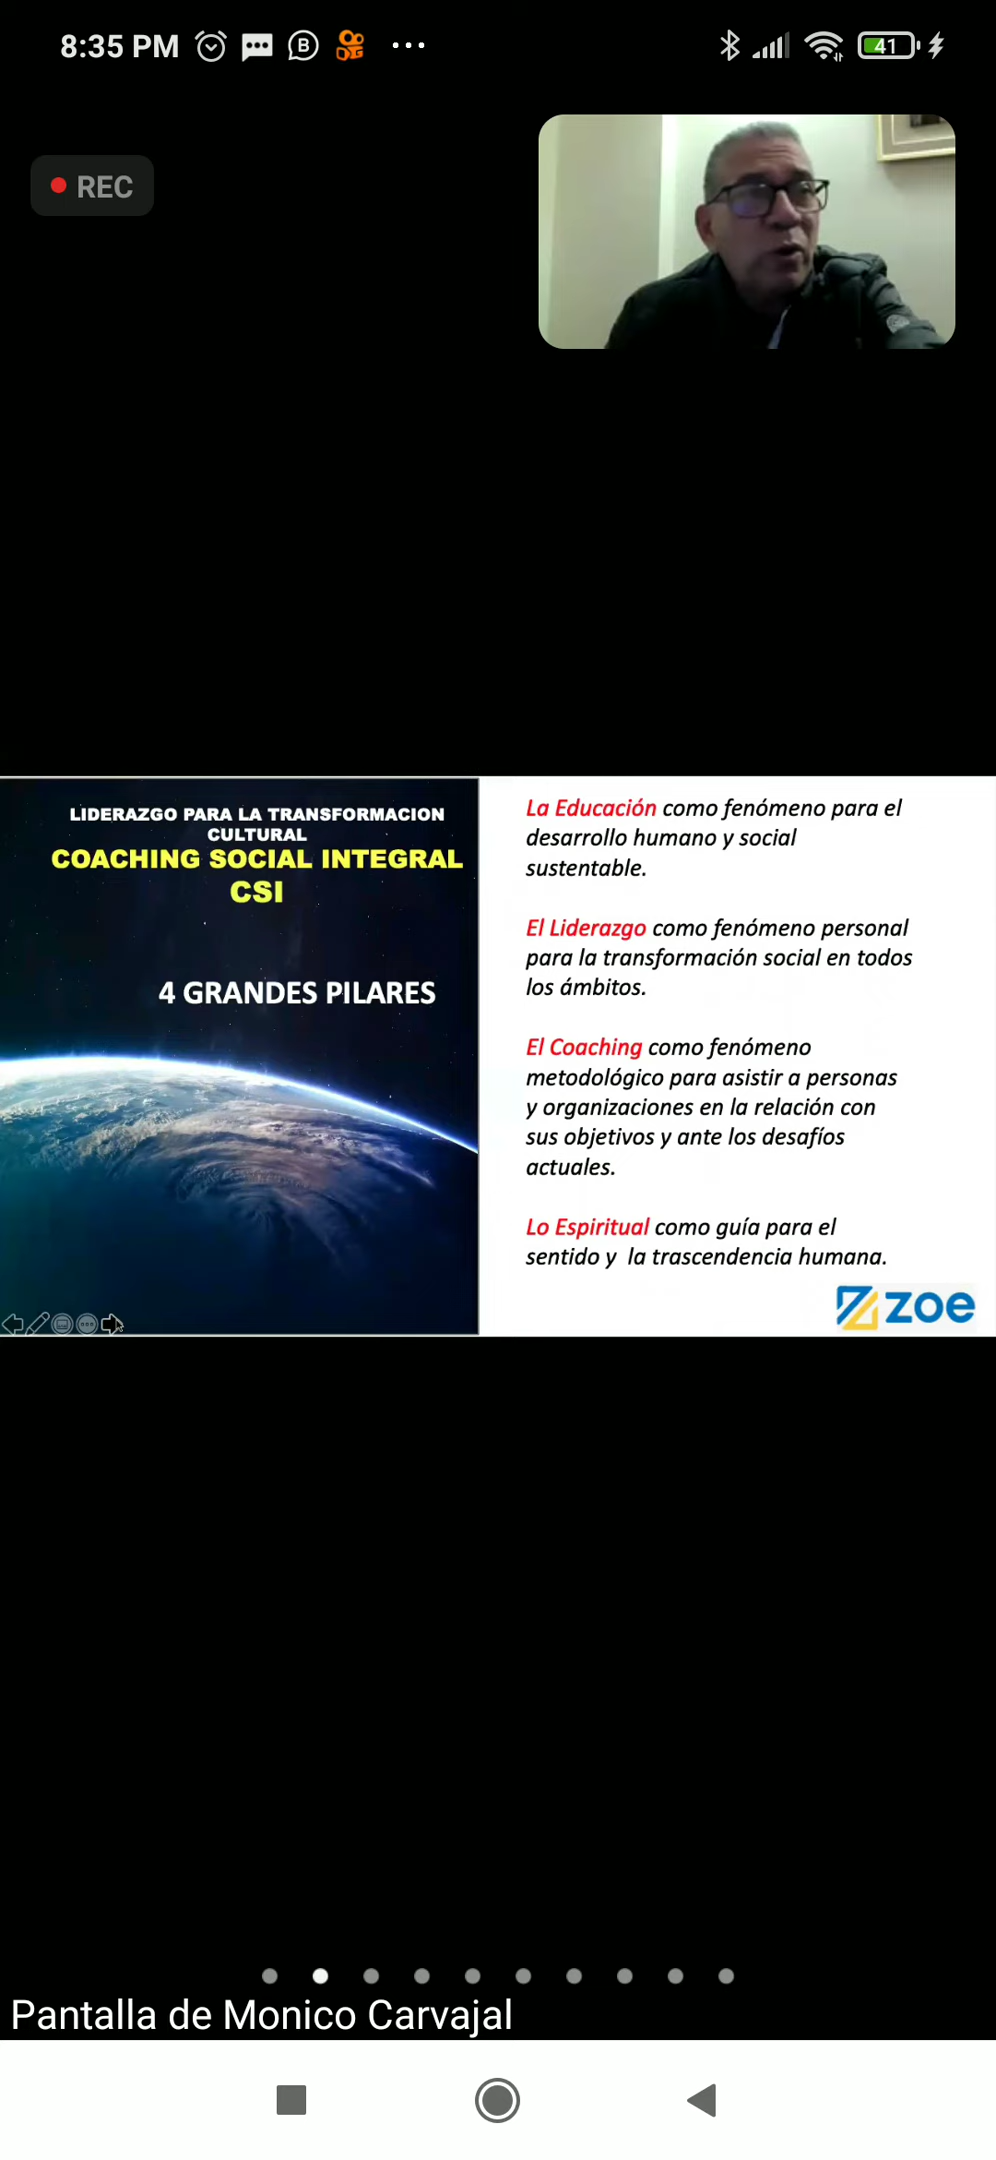 8:35 PM
41
REC
LIDERAZGO PARA LA TRANSFORMACION
CULTURAL
COACHING SOCIAL INTEGRAL
CSI
4 GRANDES PILARES
La Educación como fenómeno para el
desarrollo humano y social
sustentable.
El Liderazgo como fenómeno personal
para la transformación social en todos
los ámbitos.
El Coaching como fenómeno
metodológico para asistir a personas
y organizaciones en la relación con
sus objetivos y ante los desafíos
actuales.
Lo Espiritual como guía para el
sentido y  la trascendencia humana.
zoe
Pantalla de Monico Carvajal